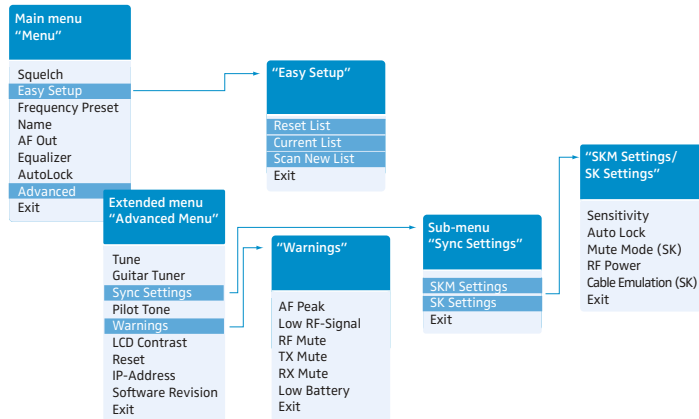 Main menu
“Menu”
Squelch
Easy Setup
Frequency Preset
Name
AF Out
Equalizer
AutoLock
Advanced
Exit
“Easy Setup”
Reset List
Current List
Scan New List
Exit
Extended menu
“Advanced Menu”
Tune
Guitar Tuner
Sync Settings
Pilot Tone
Warnings
LCD Contrast
Reset
IP-Address
Software Revision
Exit
“Warnings”
AF Peak
Low RF-Signal
RF Mute
TX Mute
RX Mute
Low Battery
Exit
Sub-menu
“Sync Settings”
SKM Settings
SK Settings
Exit
“SKM Settings/
SK Settings”
Sensitivity
Auto Lock
Mute Mode (SK)
RF Power
Cable Emulation (SK)
Exit